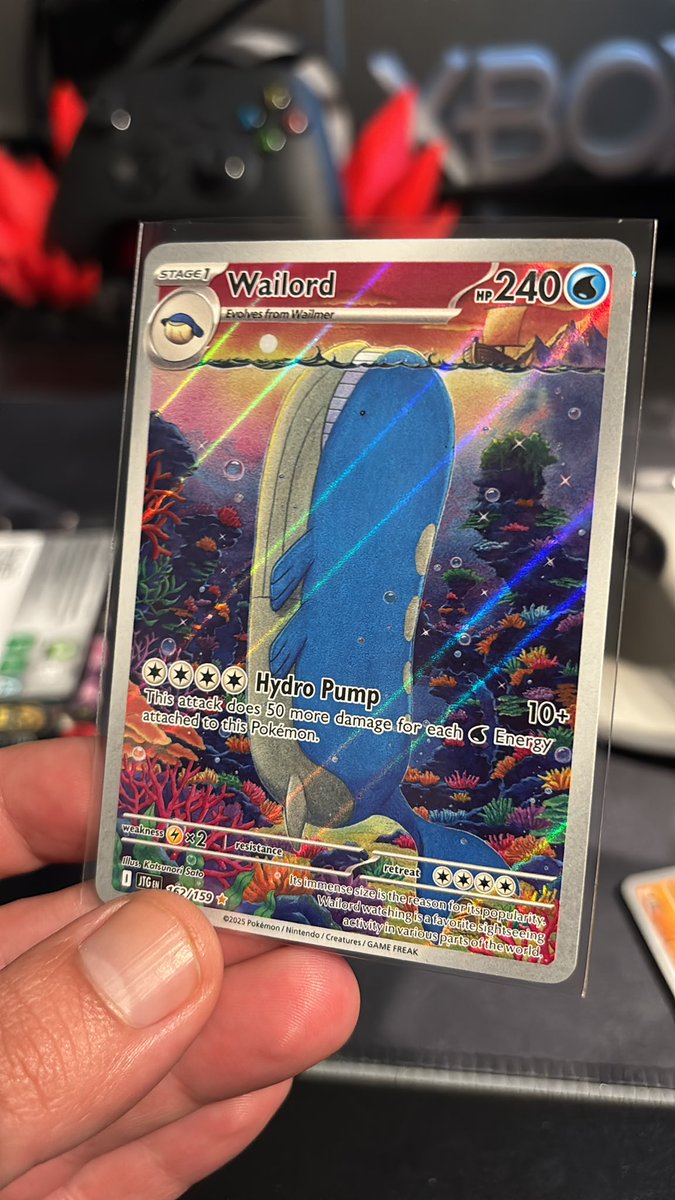 XBOX
STAGE 1 Wailord HP 240
Evolves from Wailmer
Hydro Pump 10+
This attack does 50 more damage for each Energy
attached to this Pokémon.
weakness ×2 resistance retreat
Illus. Katsunori Sato
I JTG EN 162/159
Its immense size is the reason for its popularity.
Wailord watching is a favorite sightseeing
activity in various parts of the world.
©2025 Pokémon / Nintendo / Creatures / GAME FREAK